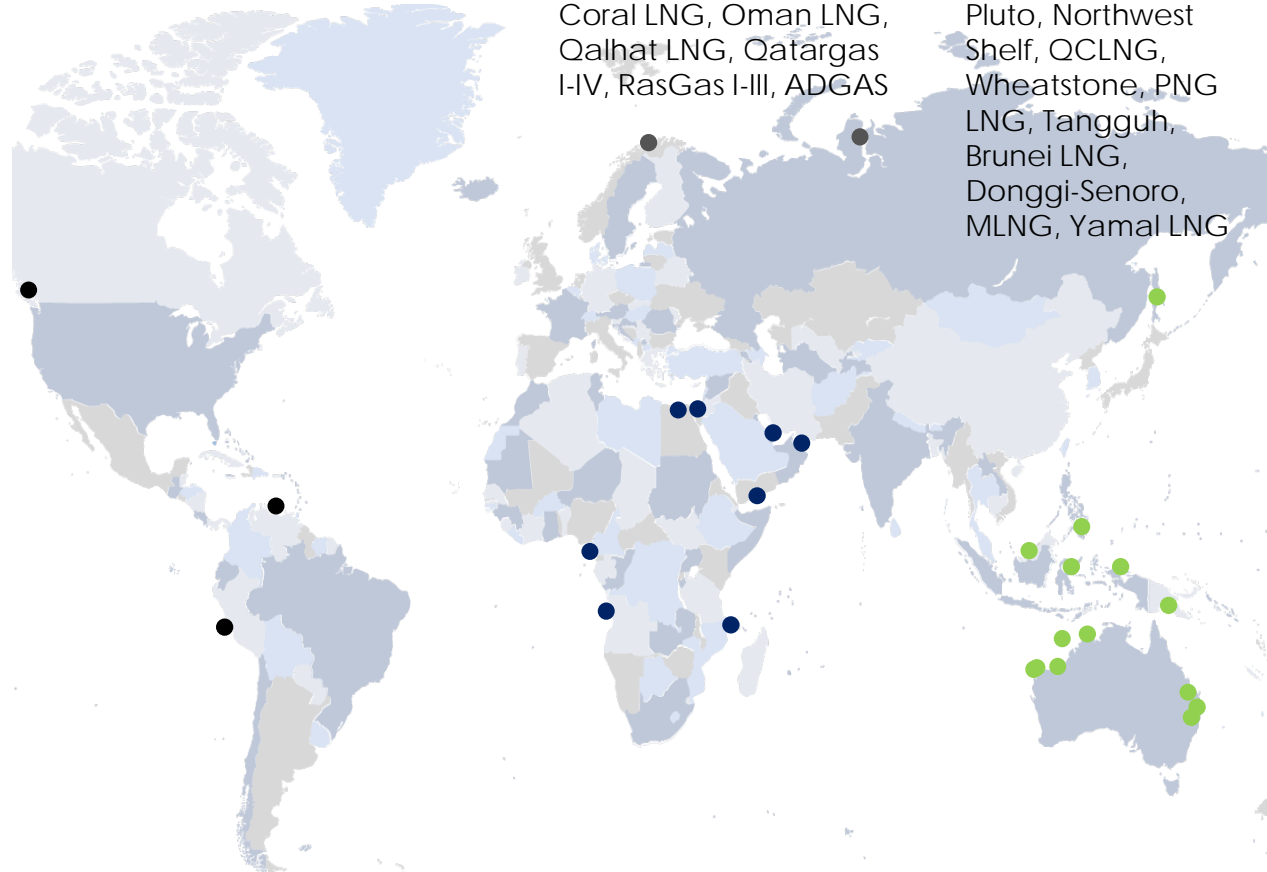 Coral LNG, Oman LNG,
Qalhat LNG, Qatargas
I-IV, RasGas I-III, ADGAS
Pluto, Northwest
Shelf, QCLNG,
Wheatstone, PNG
LNG, Tangguh,
Brunei LNG,
Donggi-Senoro,
MLNG, Yamal LNG